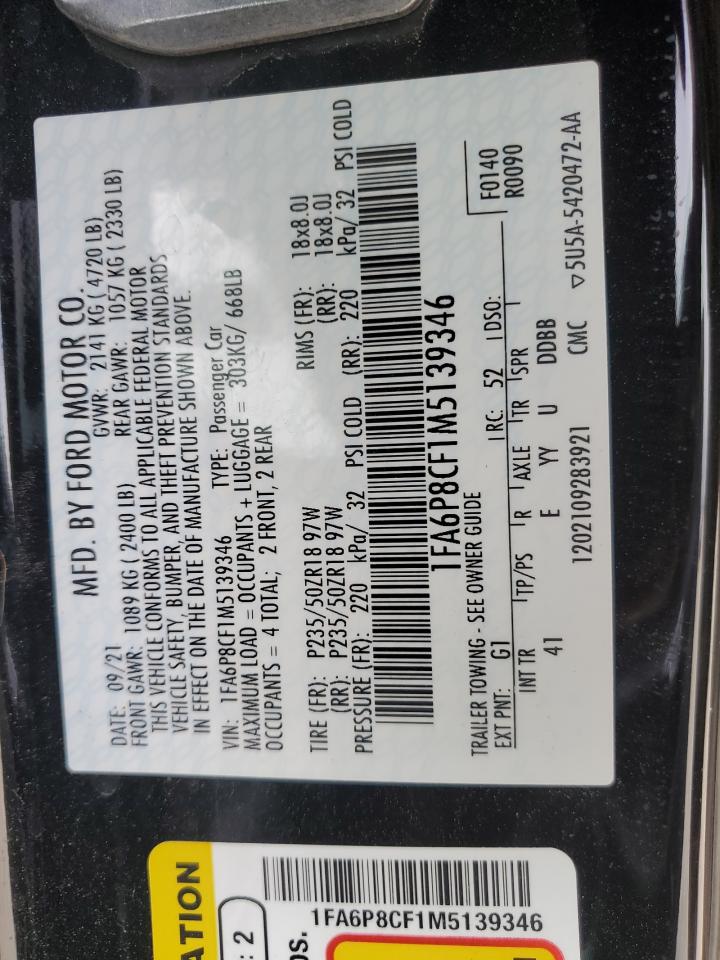 MFD. BY FORD MOTOR CO.
DATE: 09/21 GVWR: 2141 KG ( 4720 LB)
FRONT GAWR: 1089 KG ( 2400 LB) REAR GAWR: 1057 KG ( 2330 LB)
THIS VEHICLE CONFORMS TO ALL APPLICABLE FEDERAL MOTOR
VEHICLE SAFETY, BUMPER, AND THEFT PREVENTION STANDARDS
IN EFFECT ON THE DATE OF MANUFACTURE SHOWN ABOVE.
VIN: 1FA6P8CF1M5139346 TYPE: Passenger Car
MAXIMUM LOAD = OCCUPANTS + LUGGAGE = 303KG/ 668LB
OCCUPANTS = 4 TOTAL; 2 FRONT, 2 REAR
TIRE (FR): P235/50ZR18 97W RIMS (FR): 18x8.0J
(RR): P235/50ZR18 97W (RR): 18x8.0J
PRESSURE (FR): 220 kPa/ 32 PSI COLD (RR): 220 kPa/ 32 PSI COLD
1FA6P8CF1M5139346
TRAILER TOWING - SEE OWNER GUIDE F0140
EXT PNT: G1 RC: 52 DSO: R0090
INT TR TP/PS R AXLE TR SPR
41 E YY U DDBB
1202109283921 CMC ▽5U5A-5420472-AA
ATION
: 2
os.
1FA6P8CF1M5139346